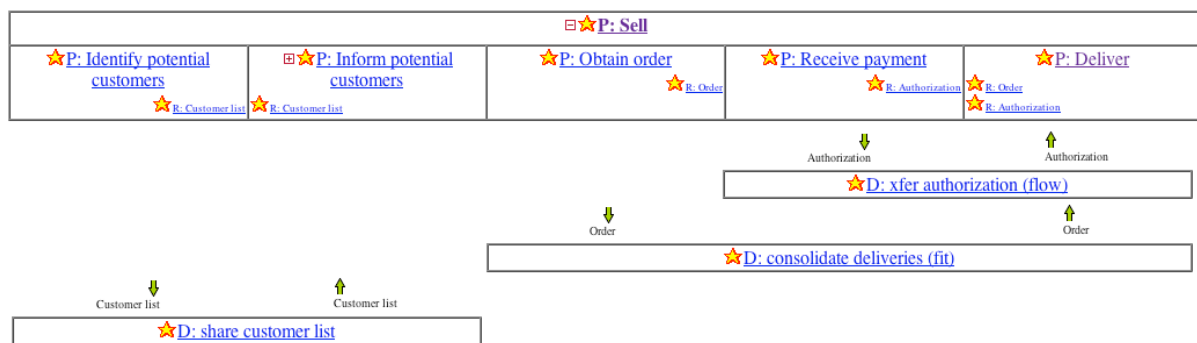 P: Sell
P: Identify potential customers
R: Customer list
P: Inform potential customers
R: Customer list
P: Obtain order
R: Order
P: Receive payment
R: Authorization
P: Deliver
R: Order
R: Authorization
Authorization
Authorization
D: xfer authorization (flow)
Order
Order
D: consolidate deliveries (fit)
Customer list
Customer list
D: share customer list